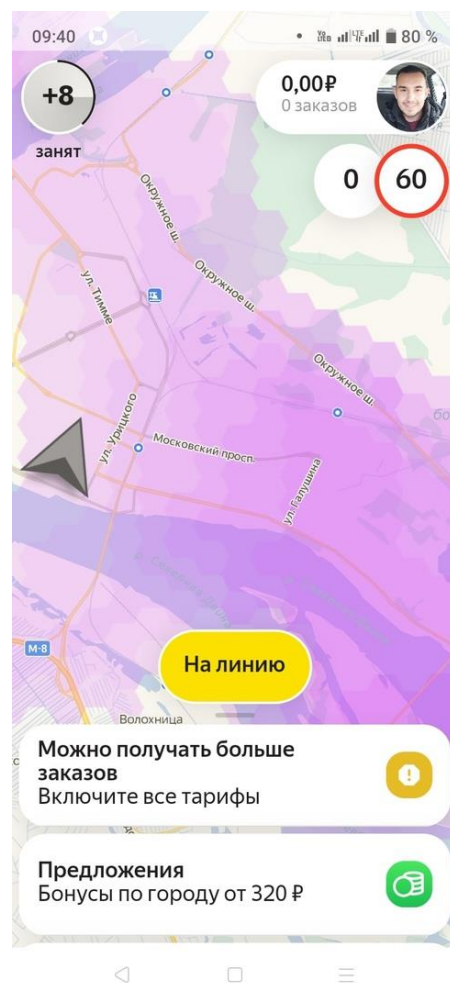 09:40
80 %
+8
занят
0,00₽
0 заказов
0
60
Окружное ш.
ул. Тимме
Окружное ш.
Окружное ш.
ул. Урицкого
Московский просп.
ул. Галушина
М-8
На линию
Волохница
Можно получать больше
заказов
Включите все тарифы
Предложения
Бонусы по городу от 320 ₽